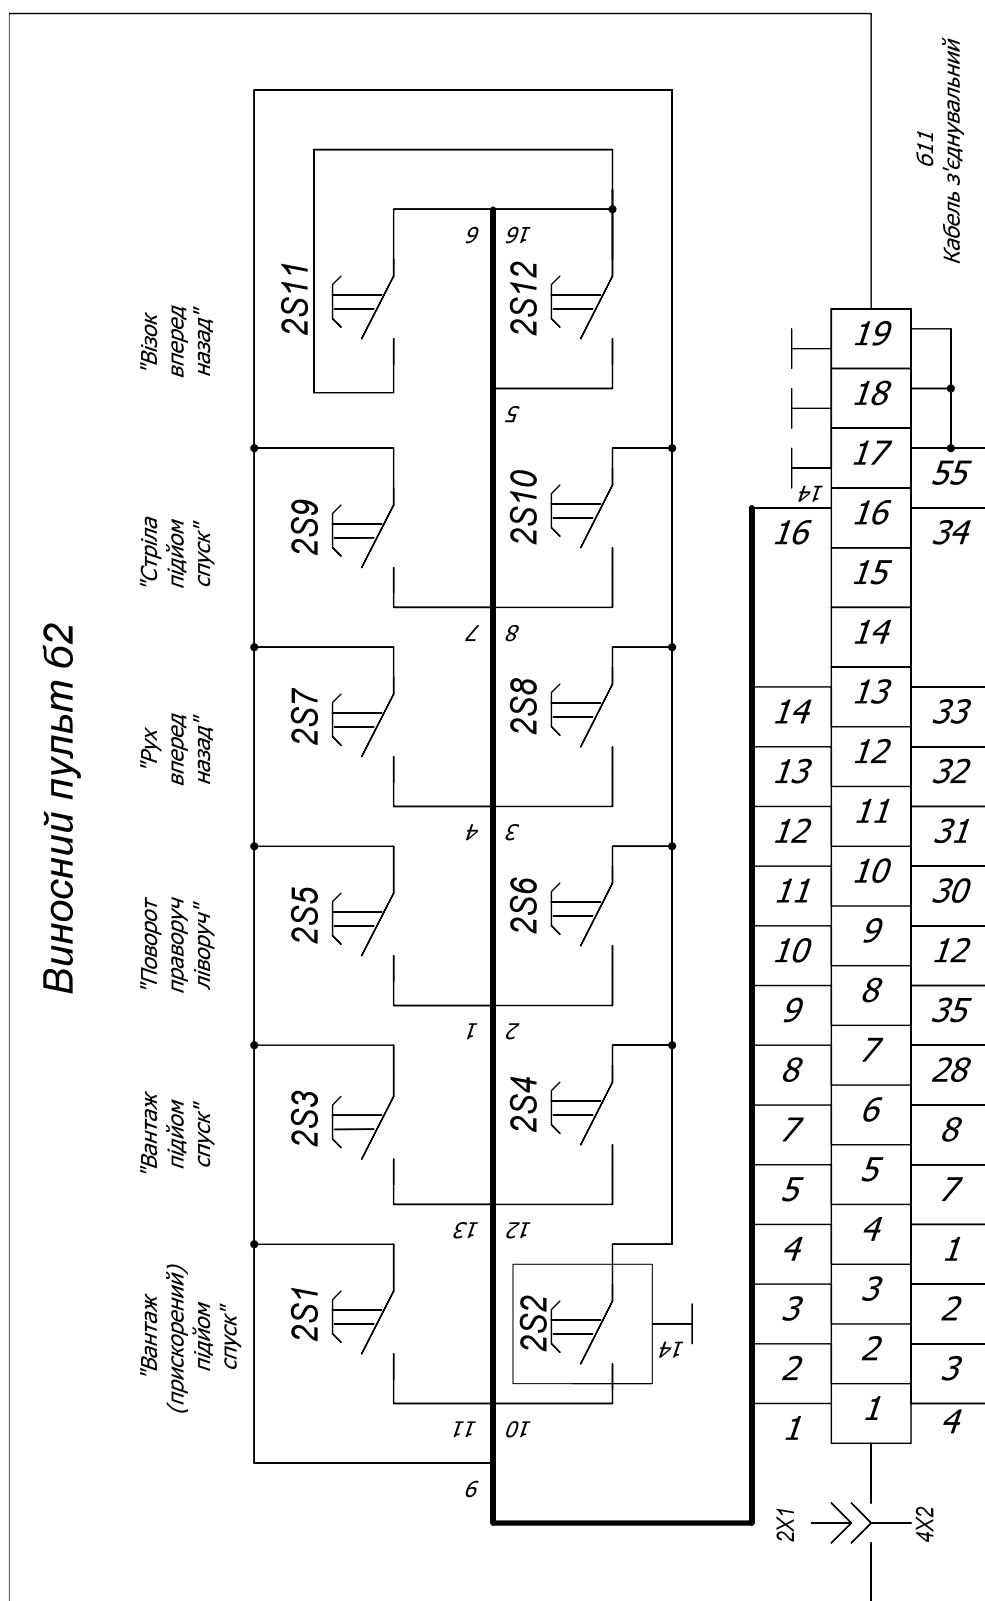 Виносний пульт б2
"Вантаж
(прискорений)
підйом
спуск"
"Вантаж
підйом
спуск"
"Поворот
праворуч
ліворуч"
"Рух
вперед
назад"
"Стріла
підйом
спуск"
"Візок
вперед
назад"
2S1
2S3
2S5
2S7
2S9
2S11
9
11
13
1
4
7
6
10
12
2
3
8
5
16
2S2
2S4
2S6
2S8
2S10
2S12
14
14
2X1
1
2
3
4
5
7
8
9
10
11
12
13
14
16
1
2
3
4
5
6
7
8
9
10
11
12
13
14
15
16
17
18
19
4X2
4
3
2
1
7
8
28
35
12
30
31
32
33
34
55
б11
Кабель з'єднувальний